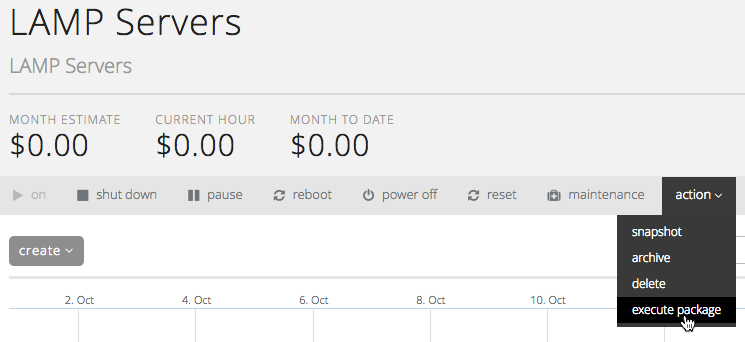 LAMP Servers
LAMP Servers
MONTH ESTIMATE CURRENT HOUR MONTH TO DATE
$0.00 $0.00 $0.00
on shut down pause reboot power off reset maintenance action
snapshot
create
archive
delete
2. Oct 4. Oct 6. Oct 8. Oct 10. Oct
execute package